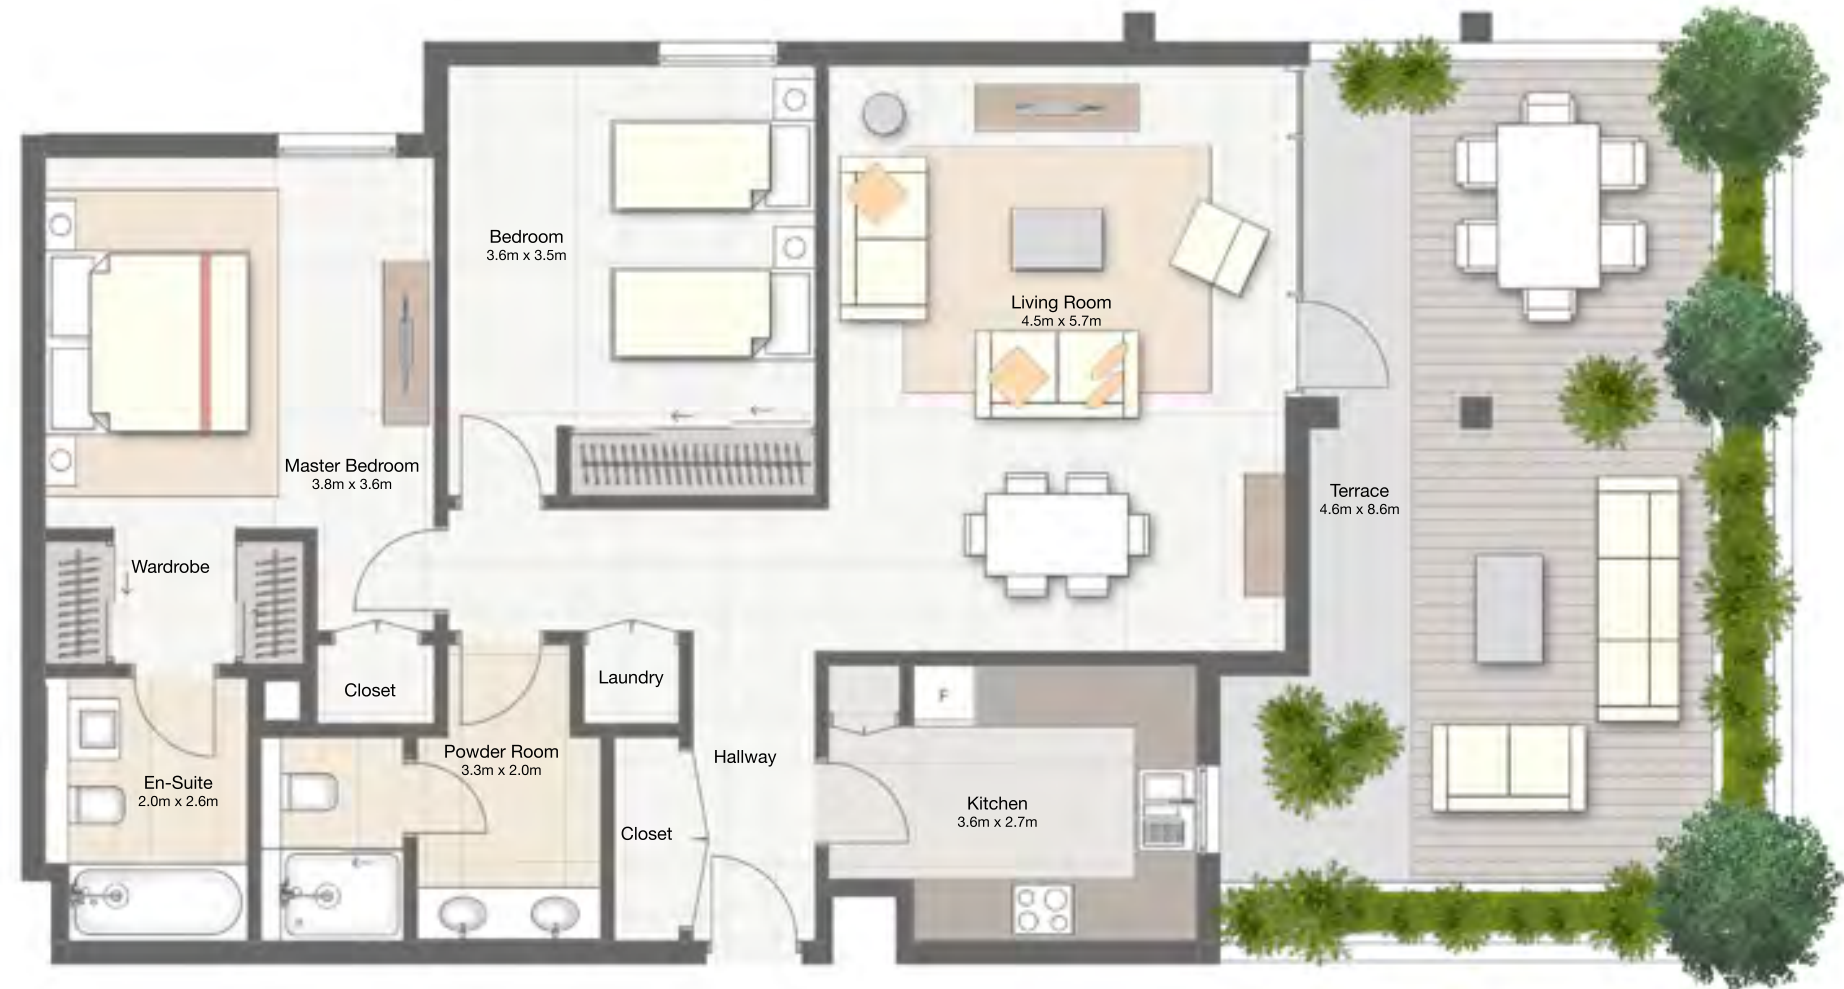 Bedroom
3.6m x 3.5m
Living Room
4.5m x 5.7m
Master Bedroom
3.8m x 3.6m
Terrace
4.6m x 8.6m
Wardrobe
Closet
Laundry
F
Powder Room
3.3m x 2.0m
Hallway
En-Suite
2.0m x 2.6m
Kitchen
3.6m x 2.7m
Closet